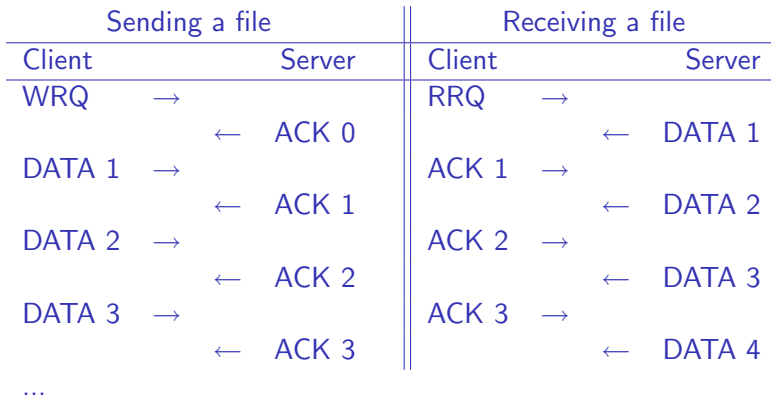 Sending a file Receiving a file
Client Server Client Server
WRQ → RRQ →
← ACK 0 ← DATA 1
DATA 1 → ACK 1 →
← ACK 1 ← DATA 2
DATA 2 → ACK 2 →
← ACK 2 ← DATA 3
DATA 3 → ACK 3 →
← ACK 3 ← DATA 4
...